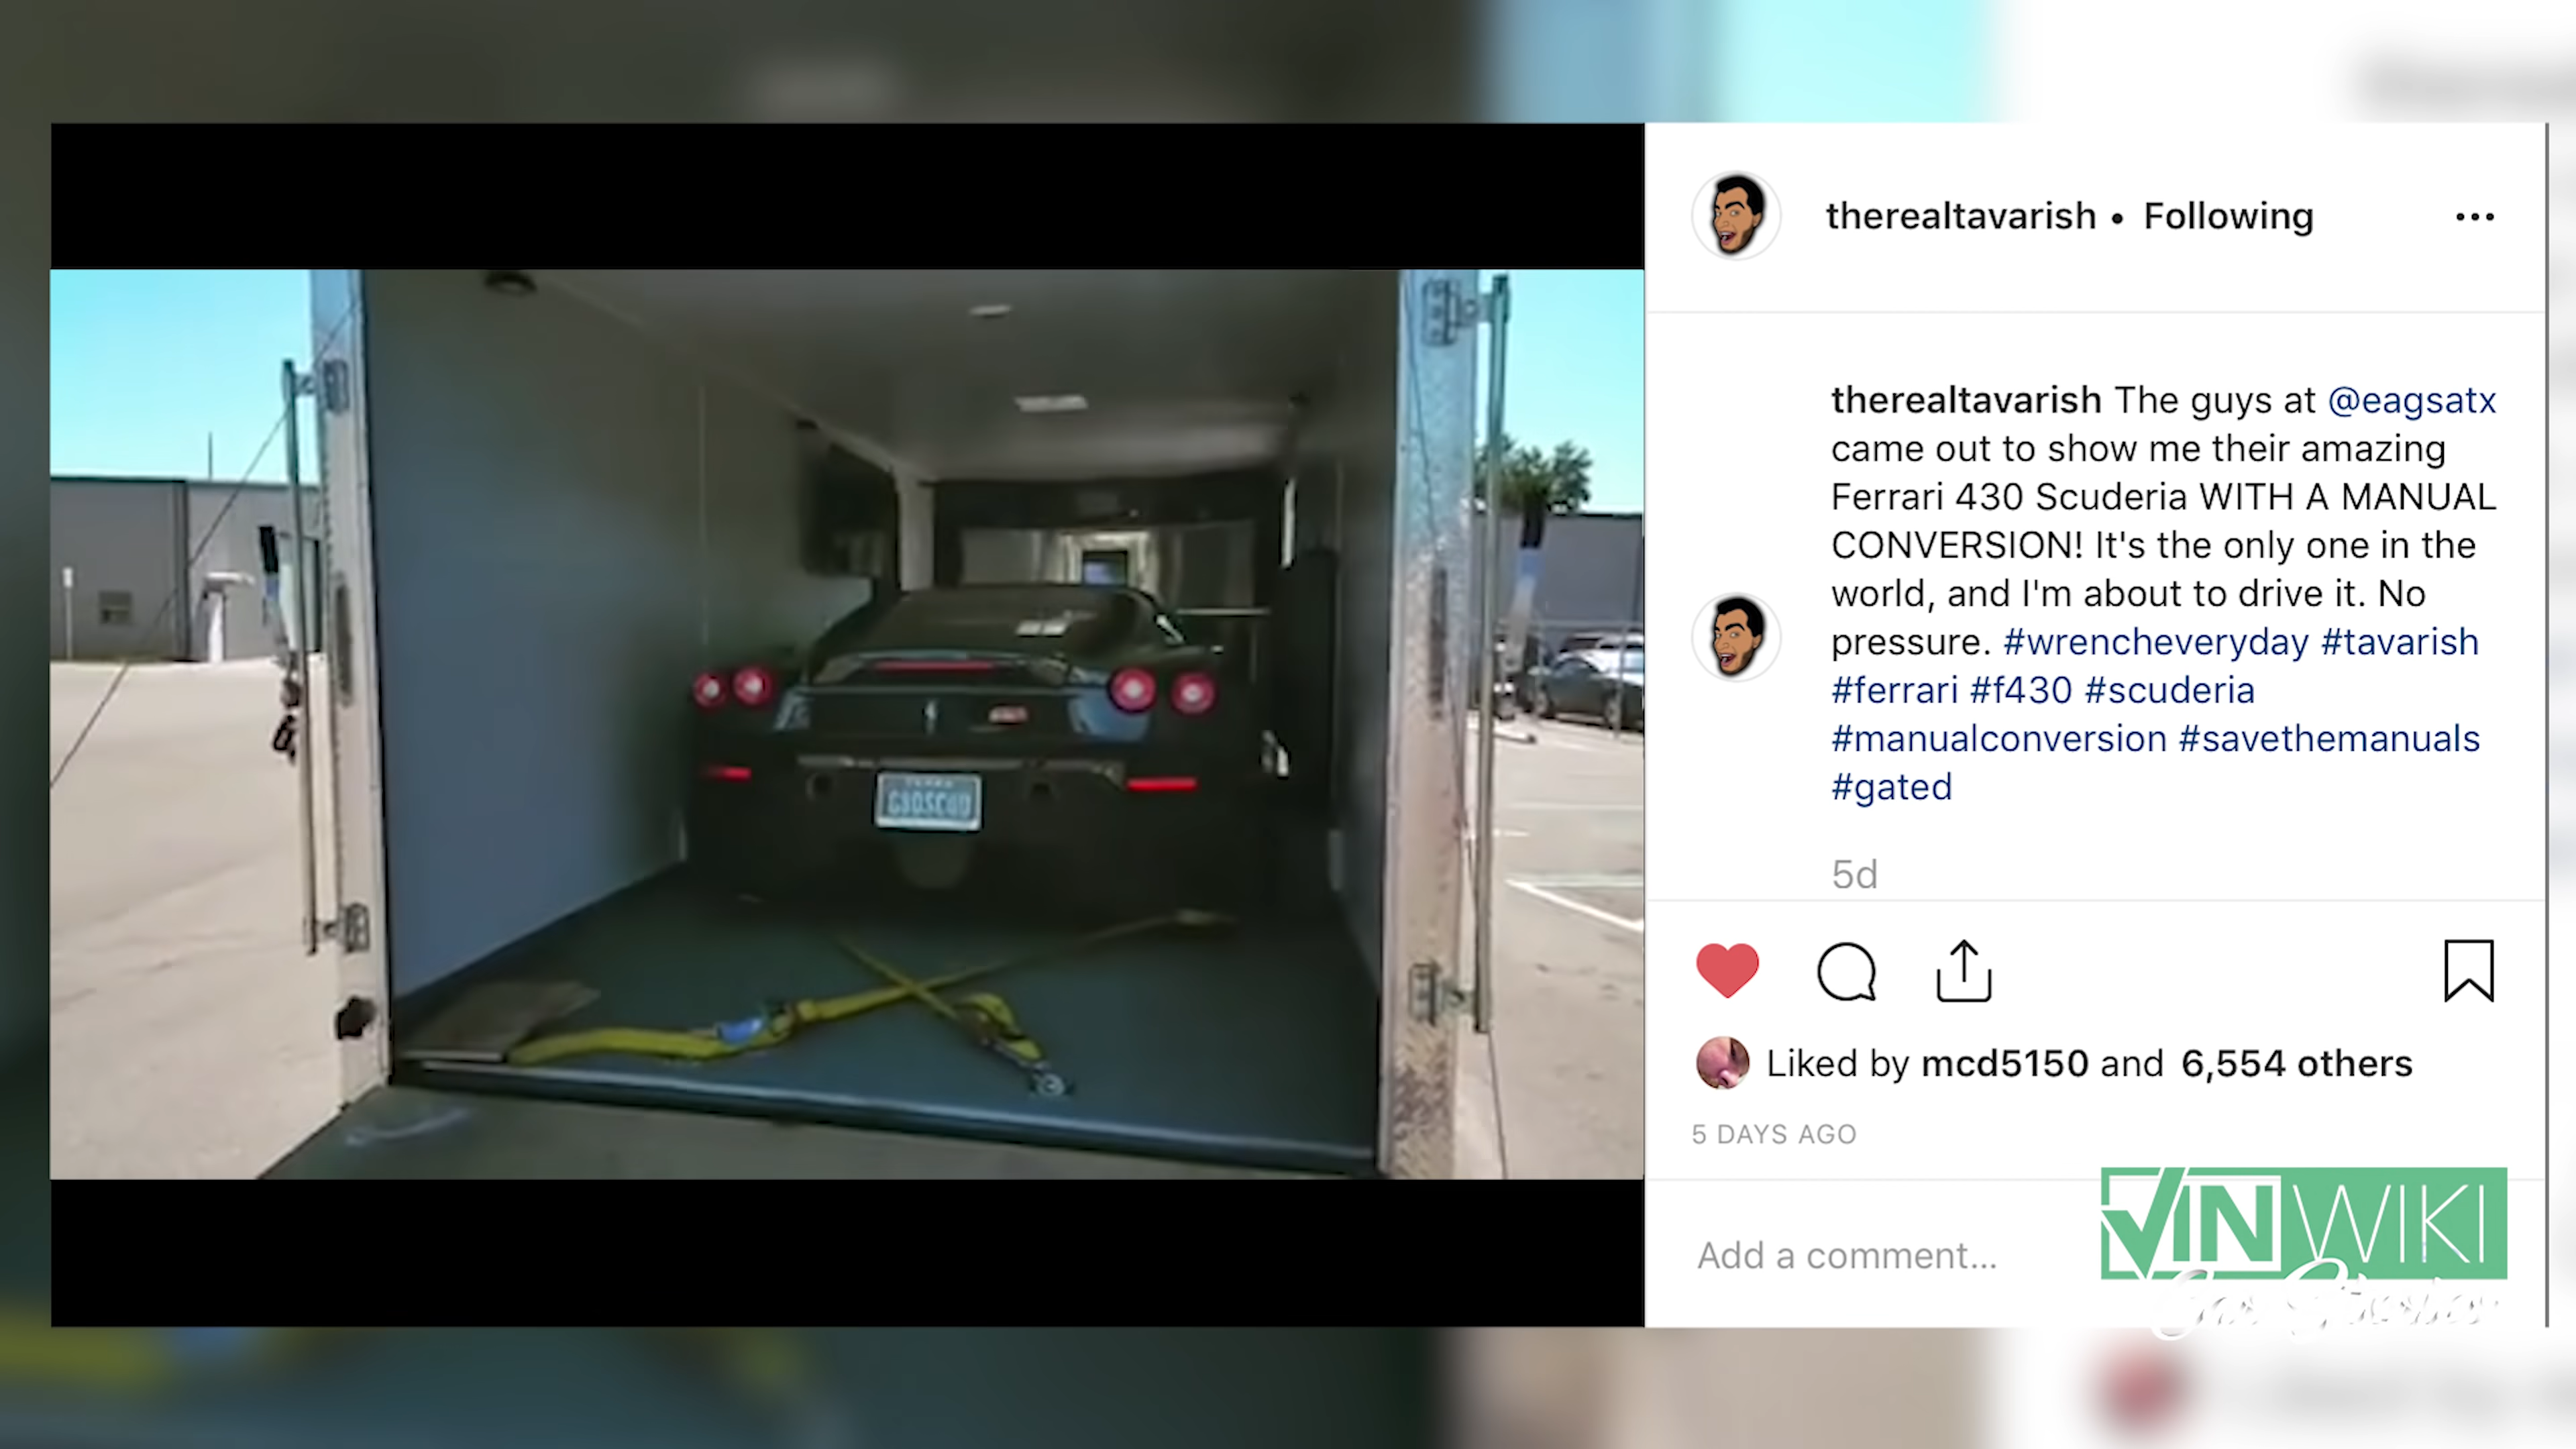 therealtavarish • Following
therealtavarish The guys at @eagsatx
came out to show me their amazing
Ferrari 430 Scuderia WITH A MANUAL
CONVERSION! It's the only one in the
world, and I'm about to drive it. No
pressure. #wrencheveryday #tavarish
#ferrari #f430 #scuderia
#manualconversion #savethemanuals
#gated
5d
Liked by mcd5150 and 6,554 others
5 DAYS AGO
Add a comment...
VINWIKI
Car Stories